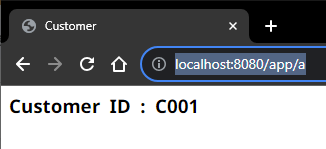 Customer
localhost:8080/app/a
Customer ID : C001